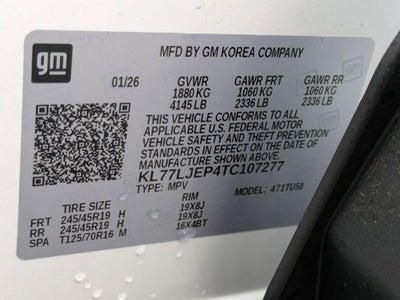 gm
MFD BY GM KOREA COMPANY
01/26 GVWR GAWR FRT GAWR RR
1880 KG 1060 KG 1060 KG
4145 LB 2336 LB 2336 LB
THIS VEHICLE CONFORMS TO ALL
APPLICABLE U.S. FEDERAL MOTOR
VEHICLE SAFETY AND THEFT PREVENTION
STANDARDS IN EFFECT ON THE DATE OF
MANUFACTURE SHOWN ABOVE.
KL77LJEP4TC107277
TYPE: MPV MODEL: 471TU58
TIRE SIZE RIM
FRT 245/45R19 H 19X8J
RR 245/45R19 H 19X8J
SPA T125/70R16 M 16X4BT